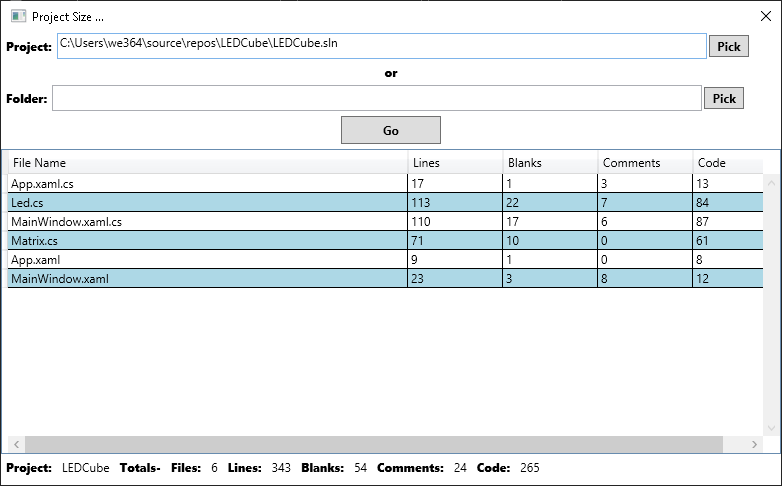 Project Size ...
Project: C:\Users\we364\source\repos\LEDCube\LEDCube.sln Pick
or
Folder: Pick
Go
File Name Lines Blanks Comments Code
App.xaml.cs 17 1 3 13
Led.cs 113 22 7 84
MainWindow.xaml.cs 110 17 6 87
Matrix.cs 71 10 0 61
App.xaml 9 1 0 8
MainWindow.xaml 23 3 8 12
Project: LEDCube Totals- Files: 6 Lines: 343 Blanks: 54 Comments: 24 Code: 265